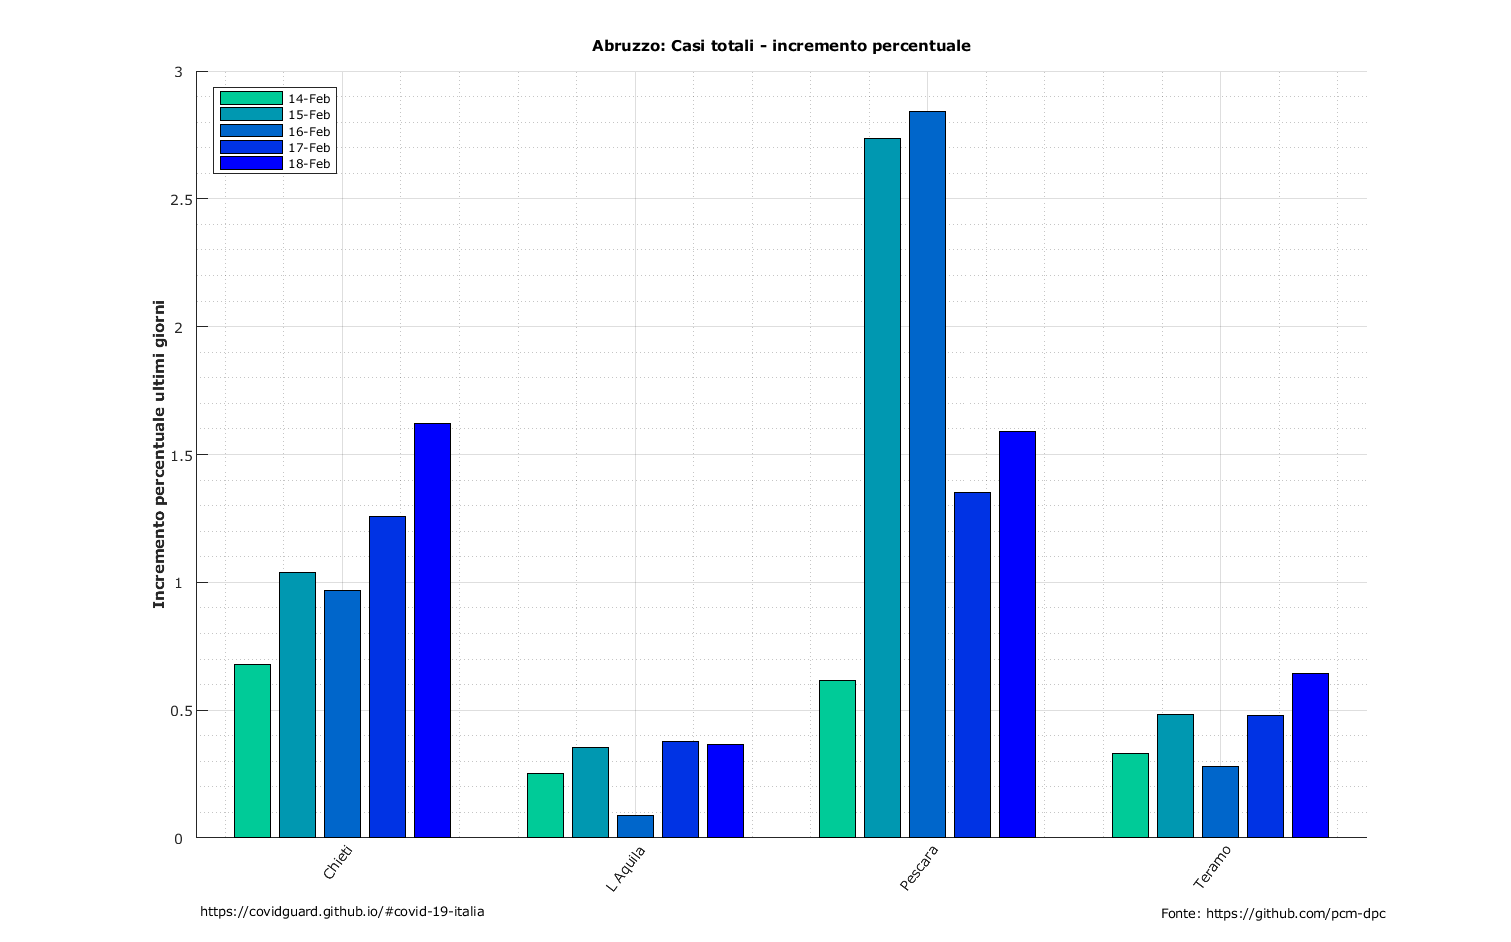 Abruzzo: Casi totali - incremento percentuale
3
2.5
2
1.5
1
0.5
0
Incremento percentuale ultimi giorni
14-Feb
15-Feb
16-Feb
17-Feb
18-Feb
Chieti
L Aquila
Pescara
Teramo
https://covidguard.github.io/#covid-19-italia
Fonte: https://github.com/pcm-dpc